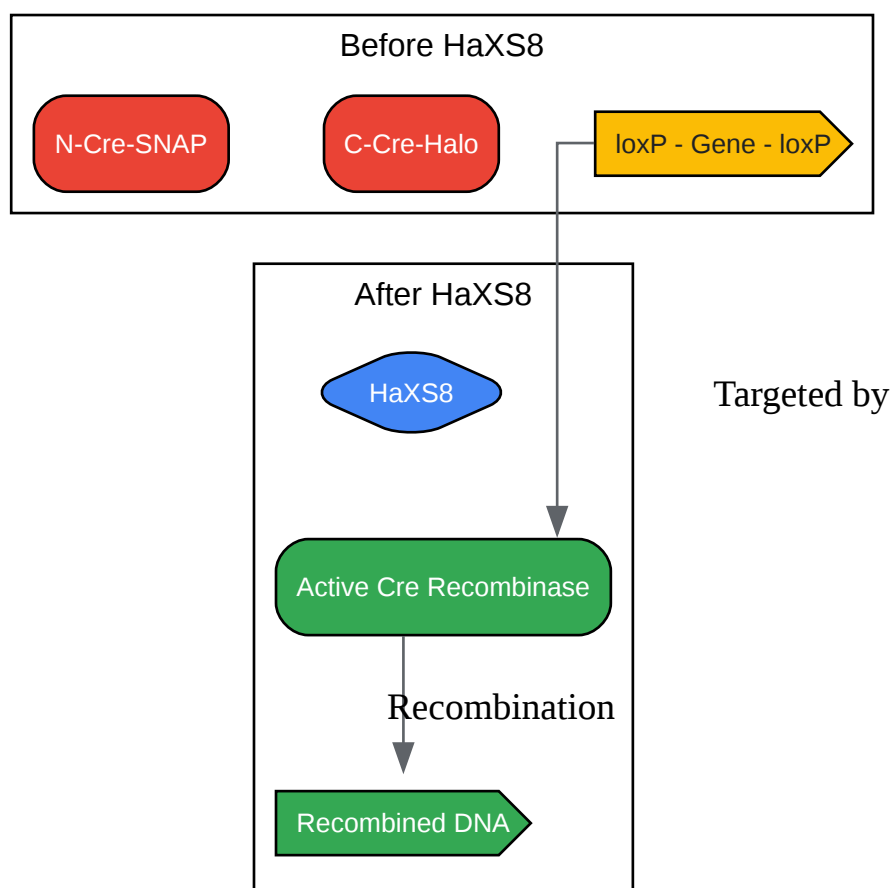 Before HaXS8
N-Cre-SNAP
C-Cre-Halo
loxP - Gene - loxP
After HaXS8
HaXS8
Targeted by
Active Cre Recombinase
Recombination
Recombined DNA